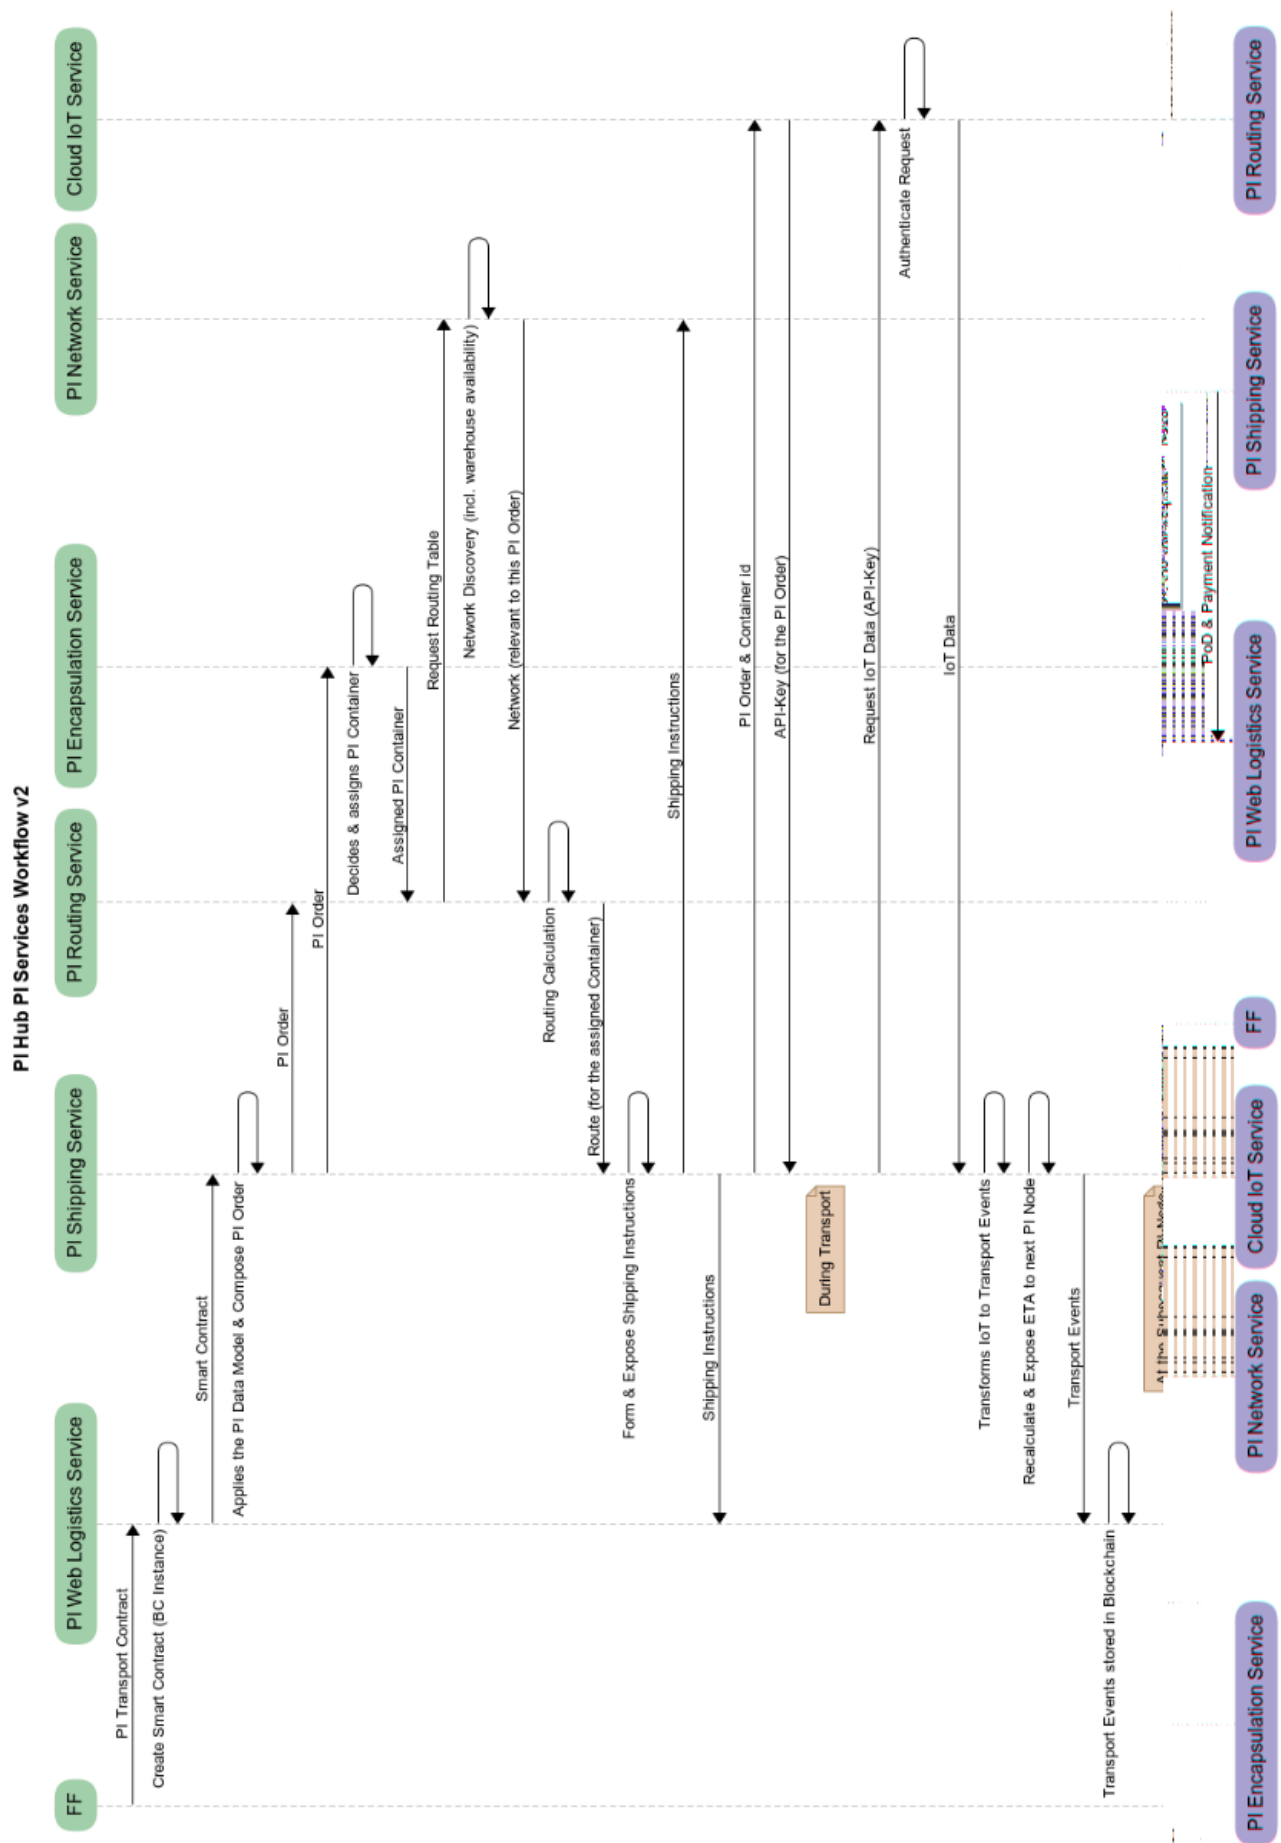 PI Hub PI Services Workflow v2
FF
PI Web Logistics Service
PI Shipping Service
PI Routing Service
PI Encapsulation Service
PI Network Service
Cloud IoT Service
PI Transport Contract
Create Smart Contract (BC Instance)
Smart Contract
Applies the PI Data Model & Compose PI Order
PI Order
PI Order
Decides & assigns PI Container
Assigned PI Container
Request Routing Table
Network Discovery (incl. warehouse availability)
Network (relevant to this PI Order)
Routing Calculation
Route (for the assigned Container)
Form & Expose Shipping Instructions
Shipping Instructions
Shipping Instructions
PI Order & Container id
API-Key (for the PI Order)
During Transport
Request IoT Data (API-Key)
Authenticate Request
IoT Data
Transforms IoT to Transport Events
Recalculate & Expose ETA to next PI Node
Transport Events
Transport Events stored in Blockchain
At the Subsequent PI Node
PoD & Payment Notification
PI Encapsulation Service
PI Network Service
Cloud IoT Service
FF
PI Web Logistics Service
PI Shipping Service
PI Routing Service